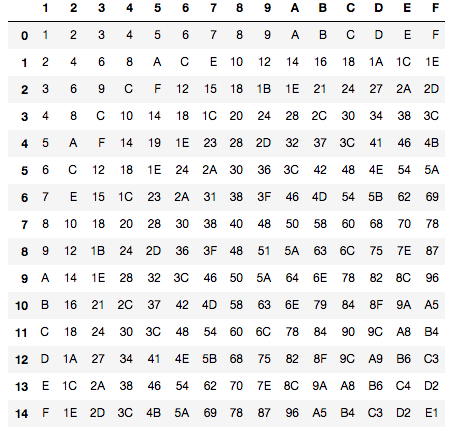 1 2 3 4 5 6 7 8 9 A B C D E F
0 1 2 3 4 5 6 7 8 9 A B C D E F
1 2 4 6 8 A C E 10 12 14 16 18 1A 1C 1E
2 3 6 9 C F 12 15 18 1B 1E 21 24 27 2A 2D
3 4 8 C 10 14 18 1C 20 24 28 2C 30 34 38 3C
4 5 A F 14 19 1E 23 28 2D 32 37 3C 41 46 4B
5 6 C 12 18 1E 24 2A 30 36 3C 42 48 4E 54 5A
6 7 E 15 1C 23 2A 31 38 3F 46 4D 54 5B 62 69
7 8 10 18 20 28 30 38 40 48 50 58 60 68 70 78
8 9 12 1B 24 2D 36 3F 48 51 5A 63 6C 75 7E 87
9 A 14 1E 28 32 3C 46 50 5A 64 6E 78 82 8C 96
10 B 16 21 2C 37 42 4D 58 63 6E 79 84 8F 9A A5
11 C 18 24 30 3C 48 54 60 6C 78 84 90 9C A8 B4
12 D 1A 27 34 41 4E 5B 68 75 82 8F 9C A9 B6 C3
13 E 1C 2A 38 46 54 62 70 7E 8C 9A A8 B6 C4 D2
14 F 1E 2D 3C 4B 5A 69 78 87 96 A5 B4 C3 D2 E1